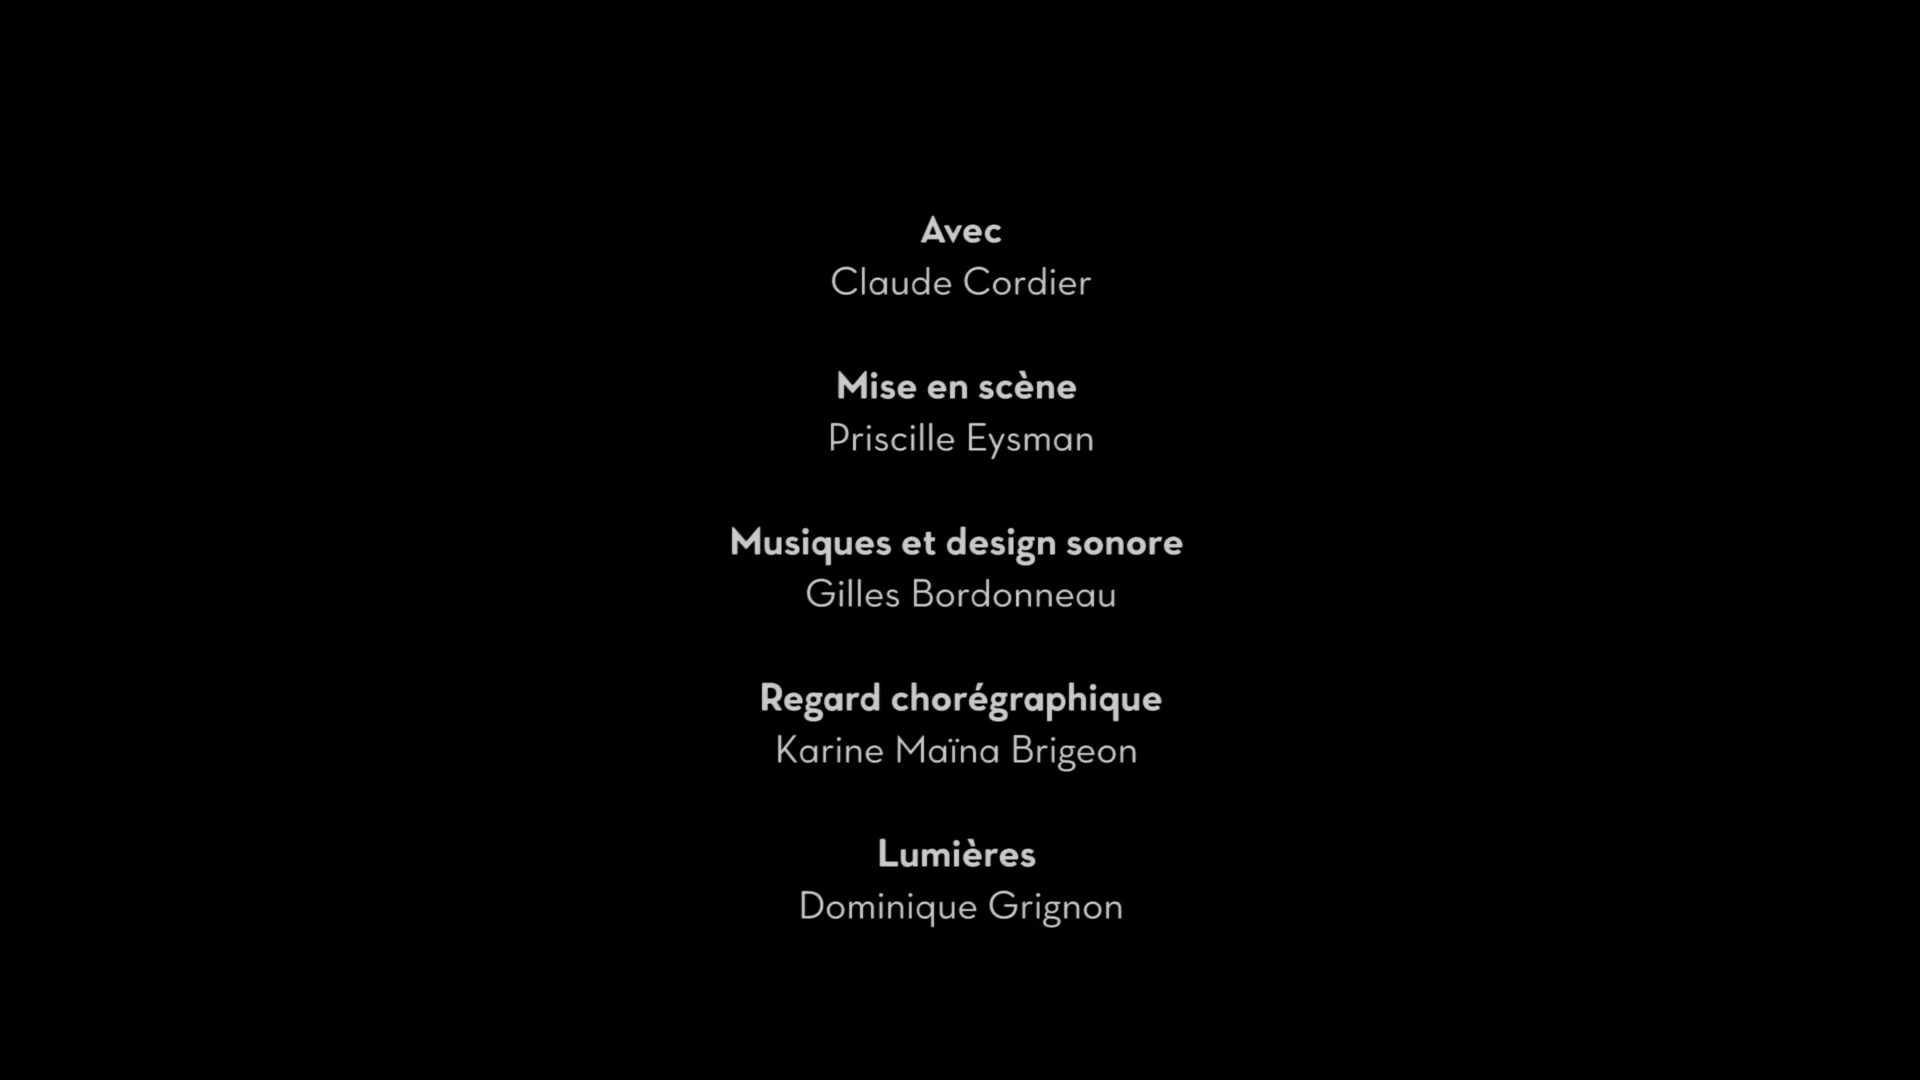 Avec
Claude Cordier
Mise en scène
Priscille Eysman
Musiques et design sonore
Gilles Bordonneau
Regard chorégraphique
Karine Maïna Brigeon
Lumières
Dominique Grignon